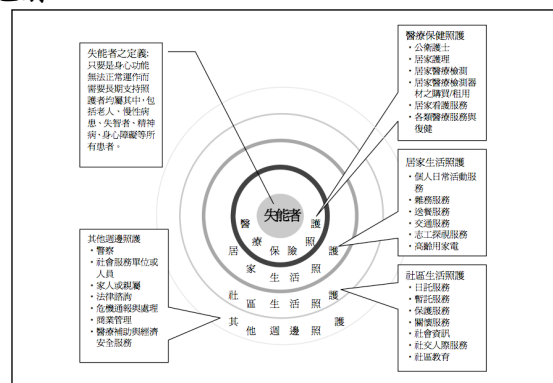 失能者之定義:
只要是身心功能
無法正常運作而
需要長期支持照
護者均屬其中,包
括老人、慢性病
患、失智者、精神
病、身心障礙等所
有患者。
醫療保健照護
・公衛護士
・居家護理
・居家醫療檢測
・居家醫療檢測器
材之購買/租用
・居家看護服務
・各類醫療服務與
復健
居家生活照護
・個人日常活動服
務
・雜務服務
・送餐服務
・交通服務
・志工探視服務
・高齡用家電
社區生活照護
・日託服務
・暫託服務
・保護服務
・關懷服務
・社會資訊
・社交人際服務
・社區教育
其他週邊照護
・警察
・社會服務單位或
人員
・家人或親屬
・法律諮詢
・危機通報與處理
・商業管理
・醫療補助與經濟
安全服務
失能者
醫療保險照護
居家生活照護
社區生活照護
其他週邊照護